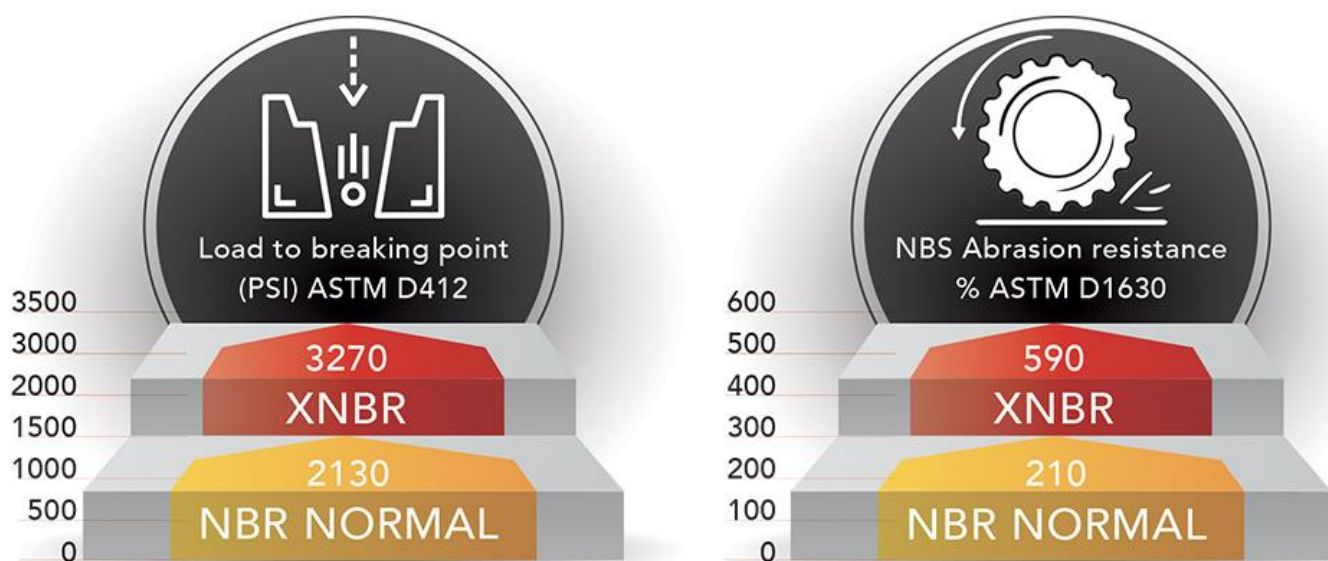 Load to breaking point
(PSI) ASTM D412
3500
3000
2000
1500
1000
500
0
3270
XNBR
2130
NBR NORMAL
NBS Abrasion resistance
% ASTM D1630
600
500
400
300
200
100
0
590
XNBR
210
NBR NORMAL